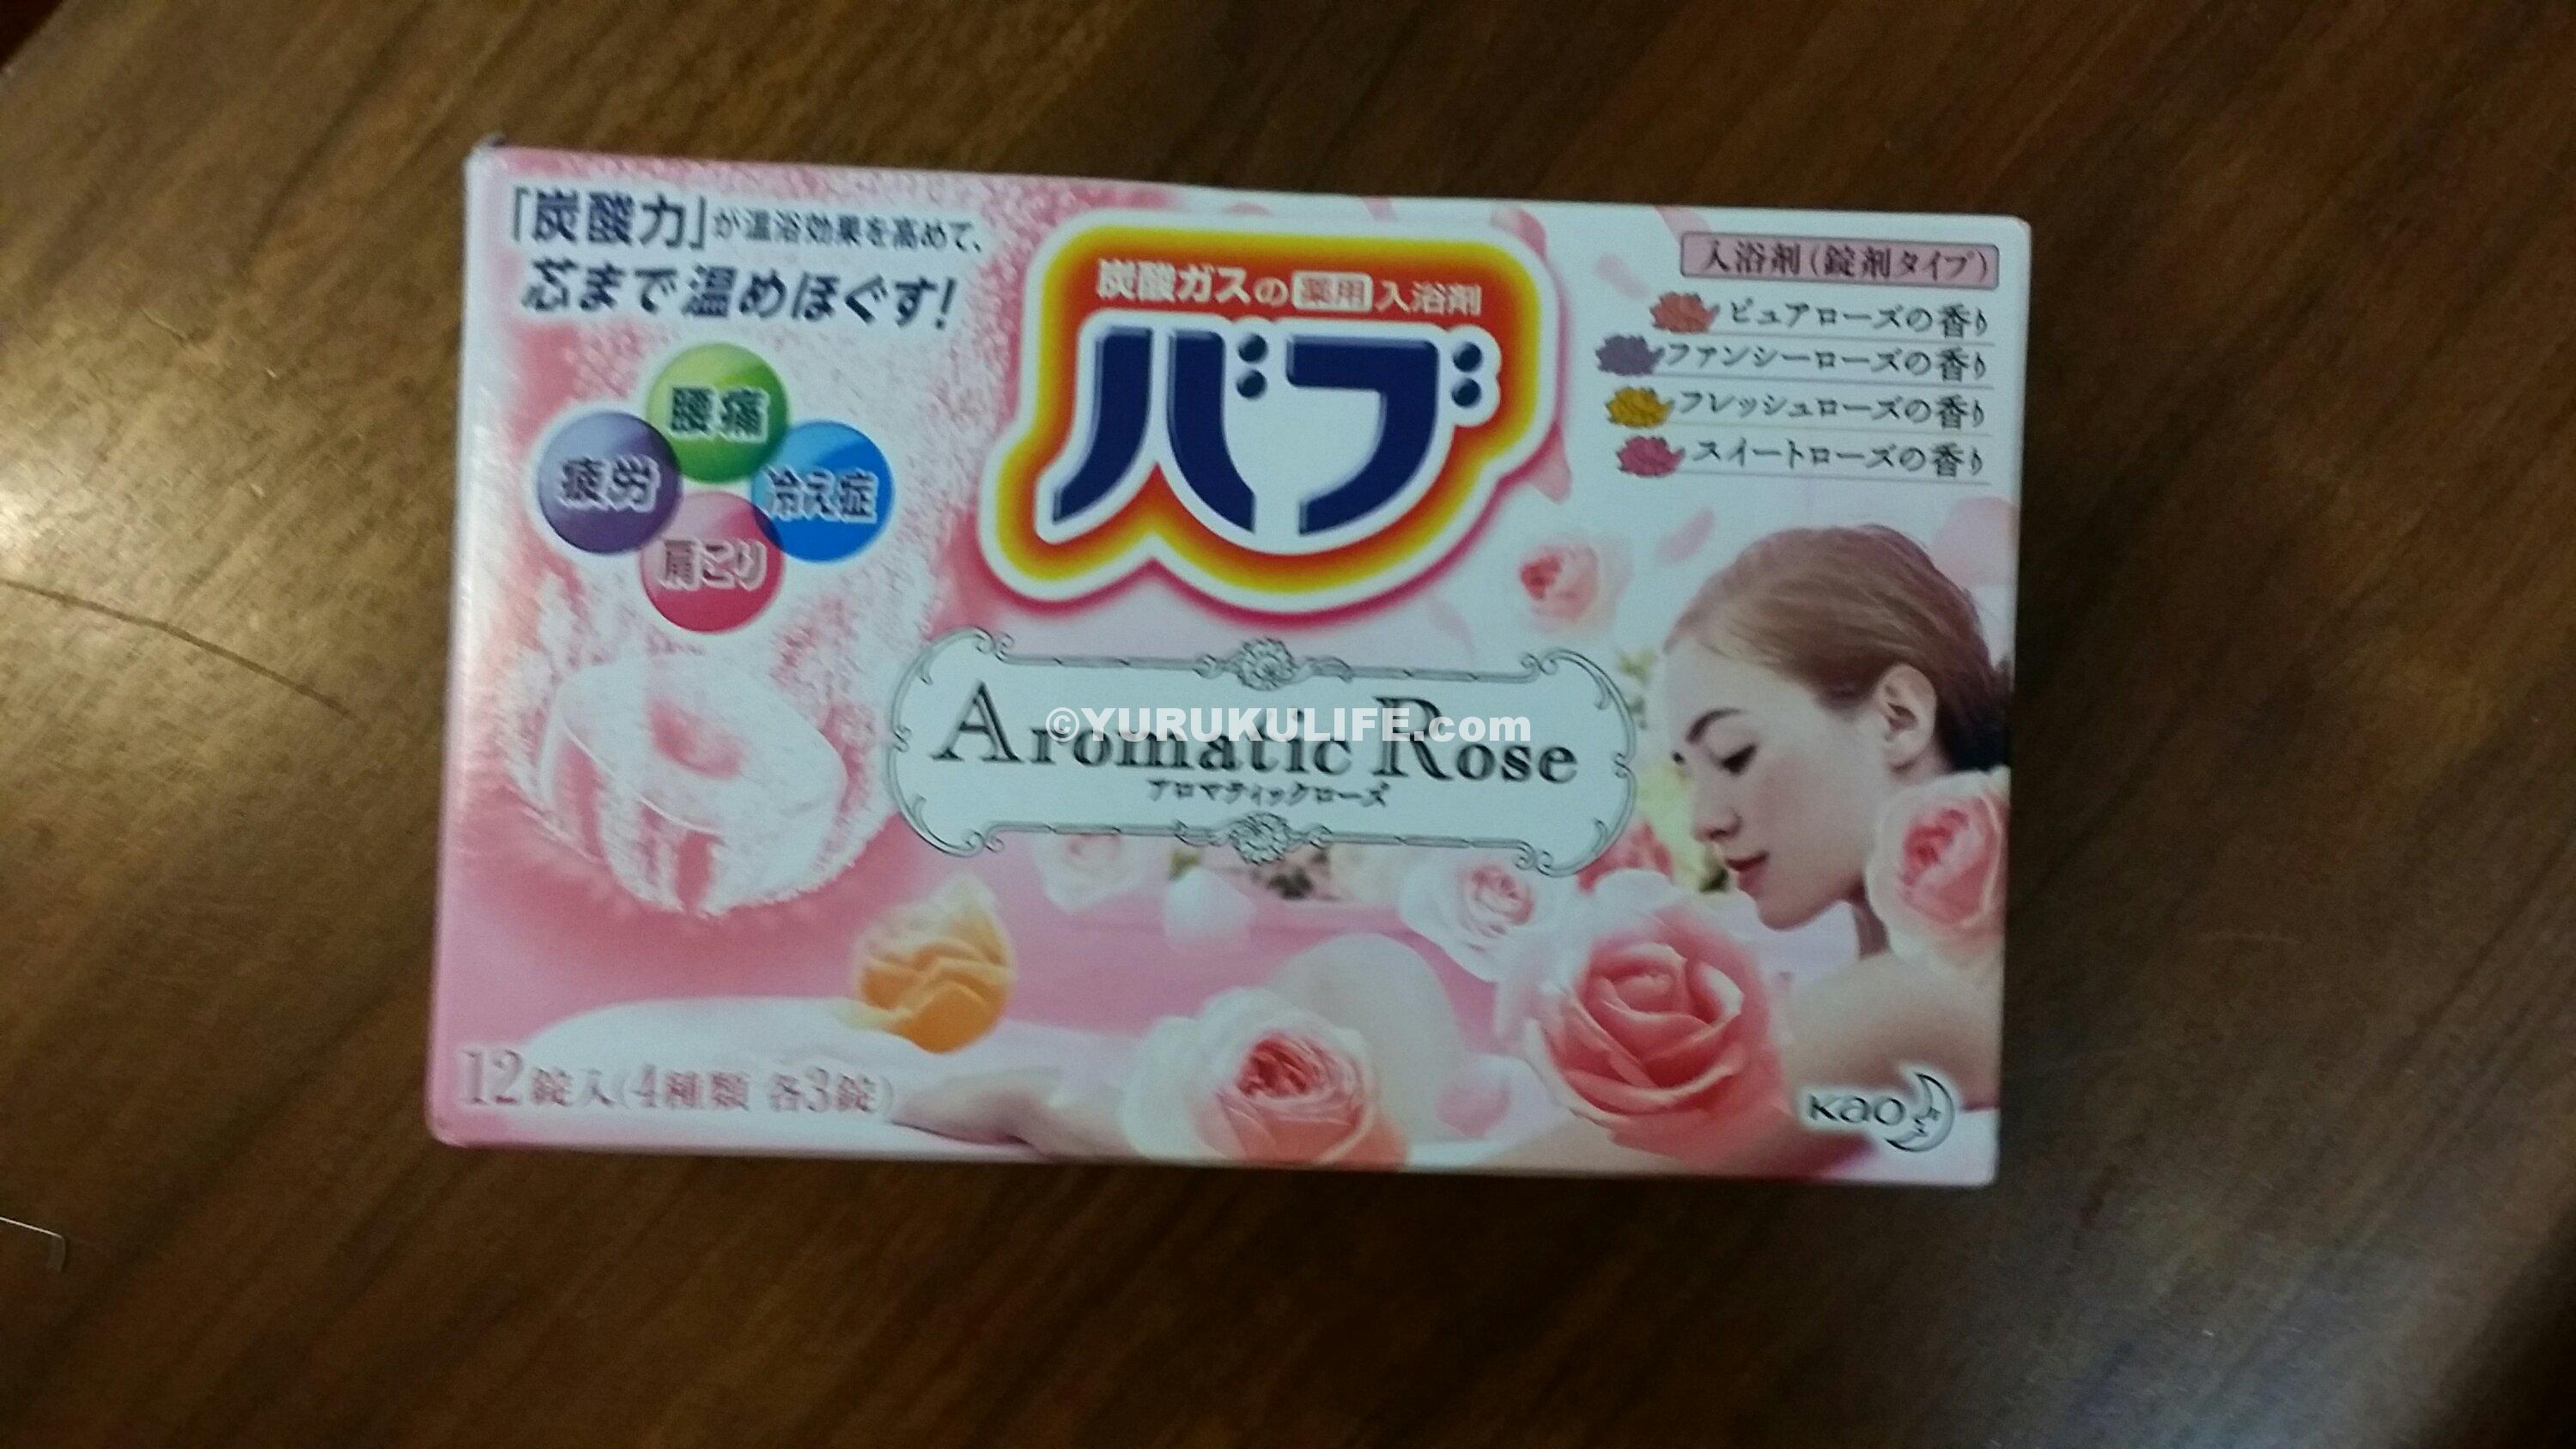 「炭酸力」が温浴効果を高めて、
芯まで温めほぐす!
腰痛
疲労
冷え症
肩こり
炭酸ガスの薬用入浴剤
バブ
入浴剤(錠剤タイプ)
ピュアローズの香り
ファンシーローズの香り
フレッシュローズの香り
スイートローズの香り
©YURUKULIFE.com
Aromatic Rose
アロマティックローズ
12錠入(4種類 各3錠)
Kao
花王